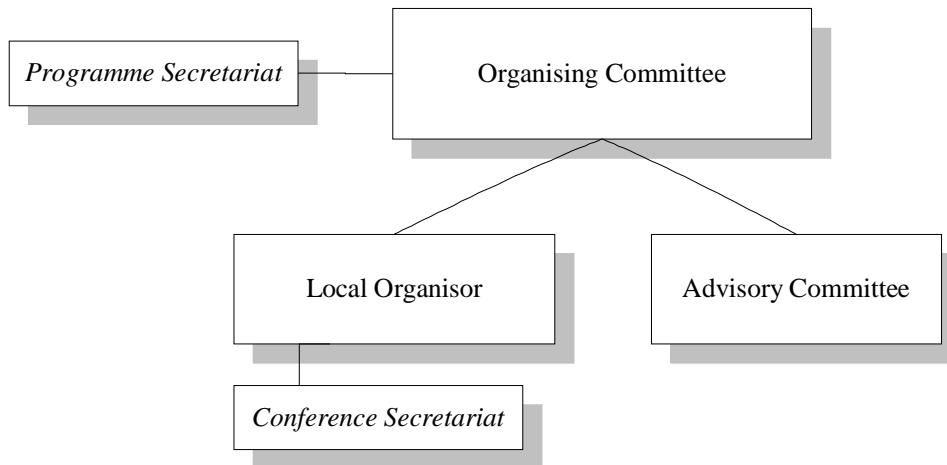 Programme Secretariat
Organising Committee
Local Organisor
Advisory Committee
Conference Secretariat